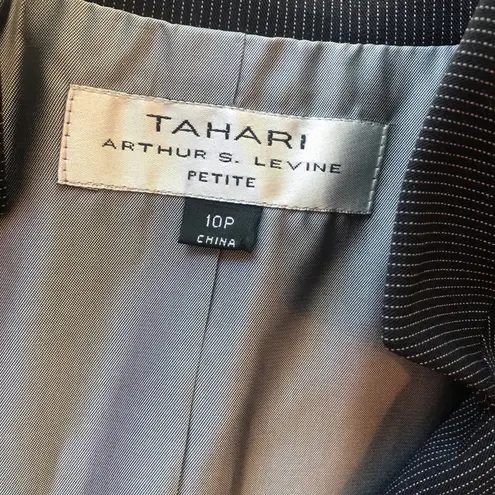 TAHARI
ARTHUR S. LEVINE
PETITE
10P
CHINA